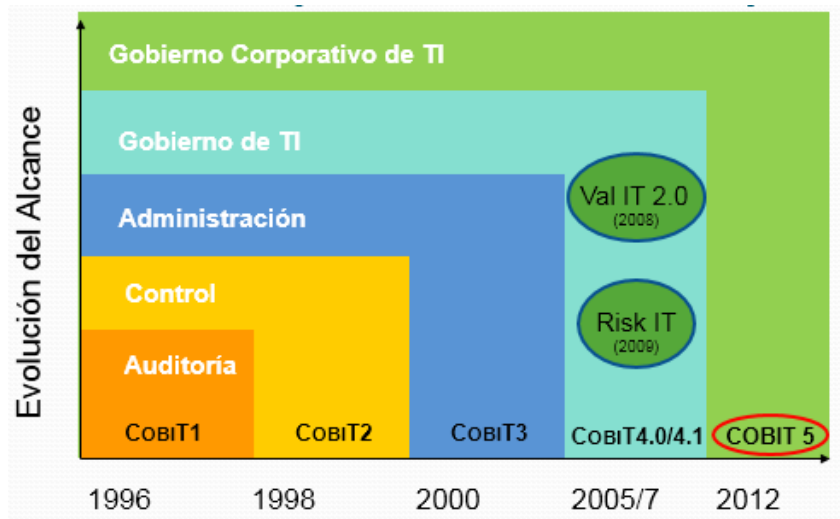 Gobierno Corporativo de TI
Gobierno de TI
Administración
Control
Auditoría
Evolución del Alcance
Val IT 2.0
(2008)
Risk IT
(2009)
COBIT1
COBIT2
COBIT3
COBIT4.0/4.1
COBIT 5
1996
1998
2000
2005/7
2012